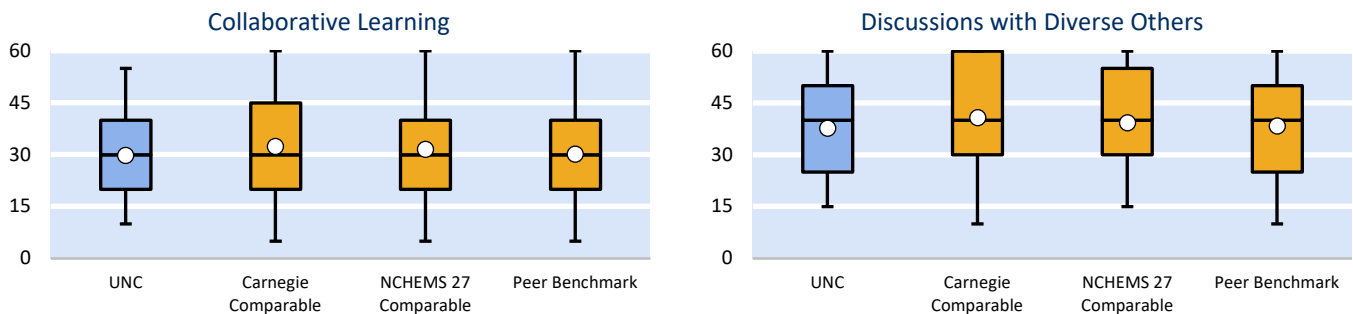 Collaborative Learning
60
45
30
15
0
UNC
Carnegie
Comparable
NCHEMS 27
Comparable
Peer Benchmark
Discussions with Diverse Others
60
45
30
15
0
UNC
Carnegie
Comparable
NCHEMS 27
Comparable
Peer Benchmark